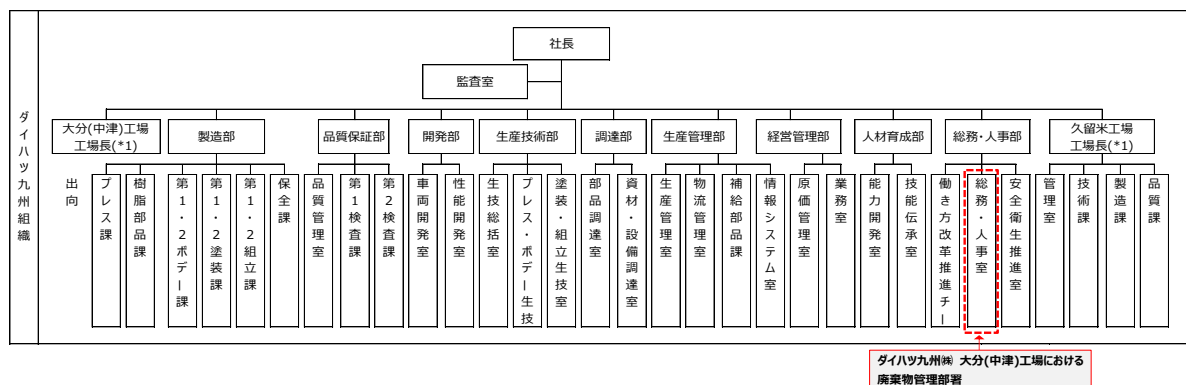 ダイハツ九州組織
社長
監査室
大分(中津)工場
工場長(*1)
製造部
品質保証部
開発部
生産技術部
調達部
生産管理部
経営管理部
人材育成部
総務・人事部
久留米工場
工場長(*1)
出向
プレス課
樹脂部品課
第1・2ボデー課
第1・2塗装課
第1・2組立課
保全課
品質管理室
第1検査課
第2検査課
車両開発室
性能開発室
生技総括室
プレス・ボデー生技
塗装・組立生技室
部品調達室
資材・設備調達室
生産管理室
物流管理室
補給部品課
情報システム室
原価管理室
業務室
能力開発室
技能伝承室
働き方改革推進チー
総務・人事室
安全衛生推進室
管理室
技術課
製造課
品質課
ダイハツ九州㈱ 大分(中津)工場における
廃棄物管理部署